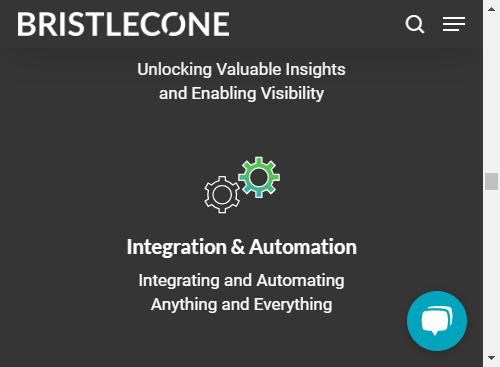 BRISTLECONE
Unlocking Valuable Insights
and Enabling Visibility
Integration & Automation
Integrating and Automating
Anything and Everything